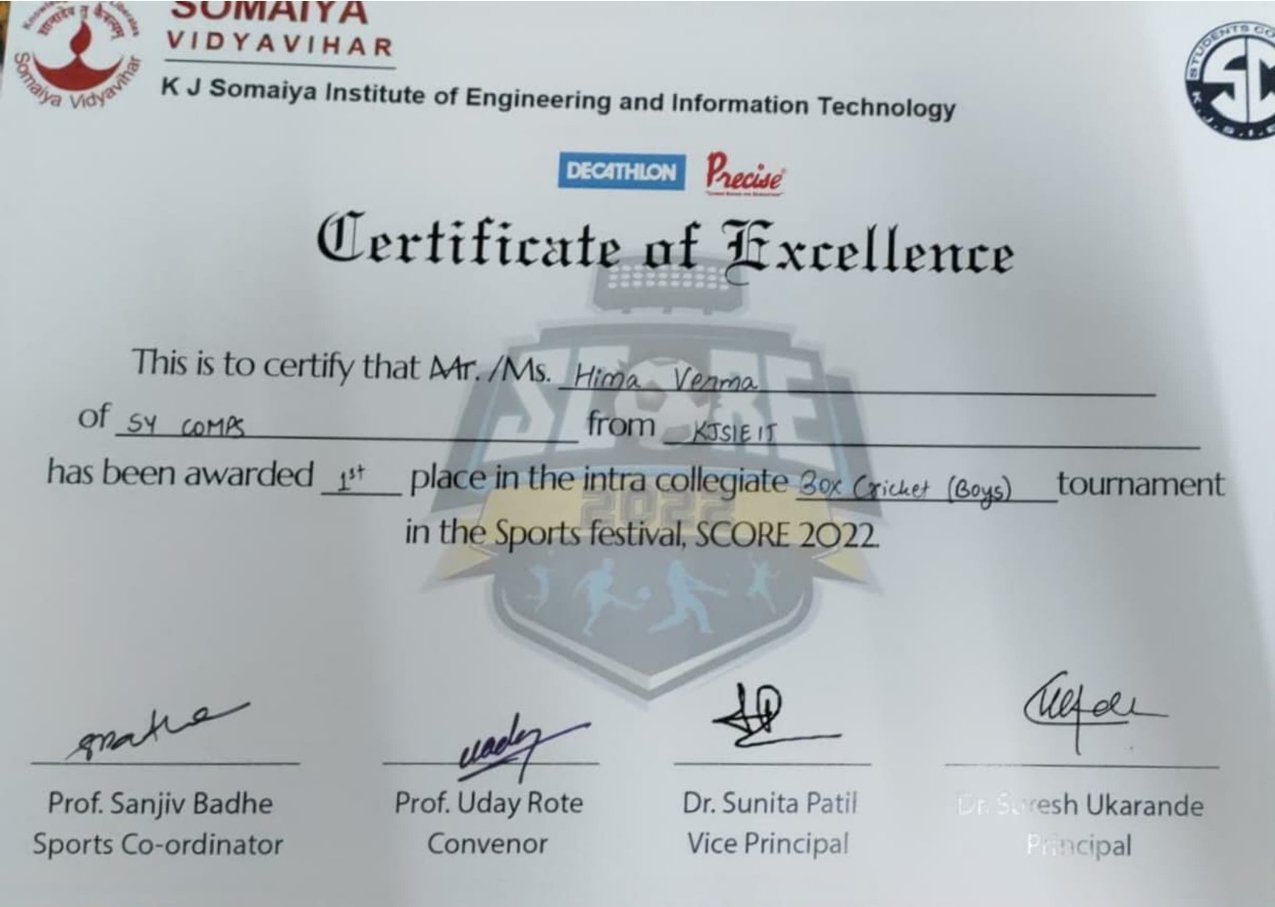 SOMAIYA
VIDYAVIHAR
Somaiya Vidyavihar
K J Somaiya Institute of Engineering and Information Technology
STUDENTS CO
SC
K.J.S.I.E
DECATHLON Precise
Certificate of Excellence
SCORE
2022
This is to certify that Mr./Ms. Hima Verma
of SY COMPS from KJSIEIT
has been awarded 1st place in the intra collegiate Box Cricket (Boys) tournament
in the Sports festival, SCORE 2022
Prof. Sanjiv Badhe Prof. Uday Rote Dr. Sunita Patil Dr. Suresh Ukarande
Sports Co-ordinator Convenor Vice Principal Principal